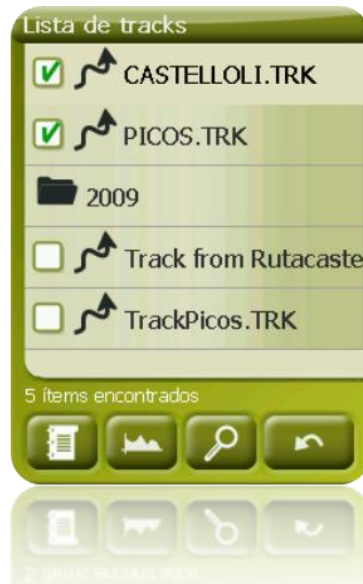 Lista de tracks
CASTELLOLI.TRK
PICOS.TRK
2009
Track from Rutacaste
TrackPicos.TRK
5 ítems encontrados